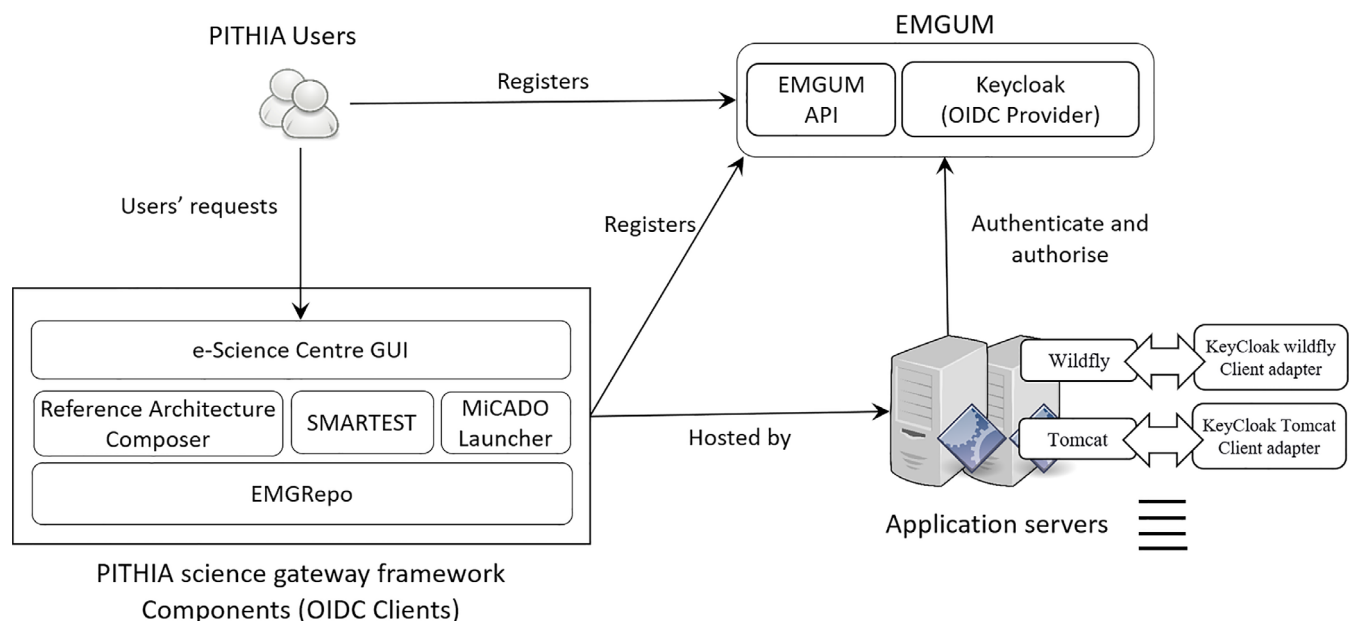 PITHIA Users
EMGUM
Registers
EMGUM
API
Keycloak
(OIDC Provider)
Users' requests
Registers
Authenticate and
authorise
e-Science Centre GUI
Reference Architecture
Composer
SMARTEST
MiCADO
Launcher
EMGRepo
Hosted by
Wildfly
KeyCloak wildfly
Client adapter
Tomcat
KeyCloak Tomcat
Client adapter
Application servers
PITHIA science gateway framework
Components (OIDC Clients)